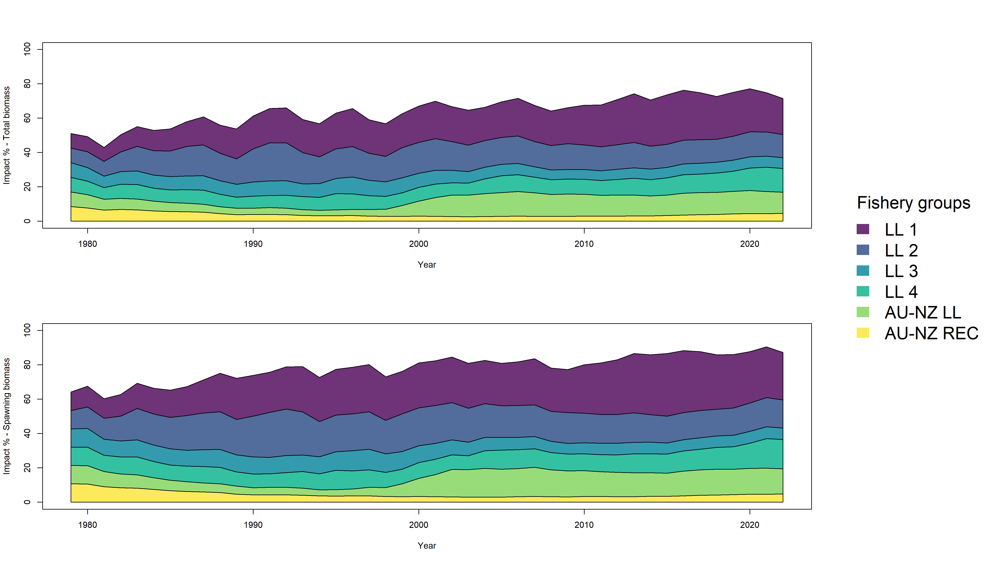 Impact % - Total biomass
100
80
60
40
20
0
1980 1990 2000 2010 2020
Year
Impact % - Spawning biomass
100
80
60
40
20
0
1980 1990 2000 2010 2020
Year
Fishery groups
LL 1
LL 2
LL 3
LL 4
AU-NZ LL
AU-NZ REC